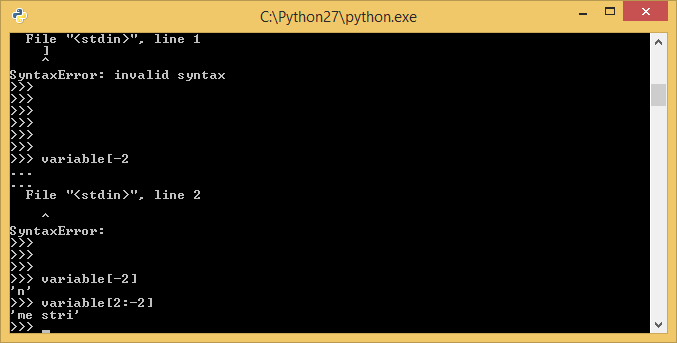 C:\Python27\python.exe
File "<stdin>", line 1
]
^
SyntaxError: invalid syntax
>>>
>>>
>>>
>>>
>>>
>>>
>>> variable[-2
...
...
File "<stdin>", line 2
^
SyntaxError:
>>>
>>>
>>>
>>> variable[-2]
'n'
>>> variable[2:-2]
'me stri'
>>> _